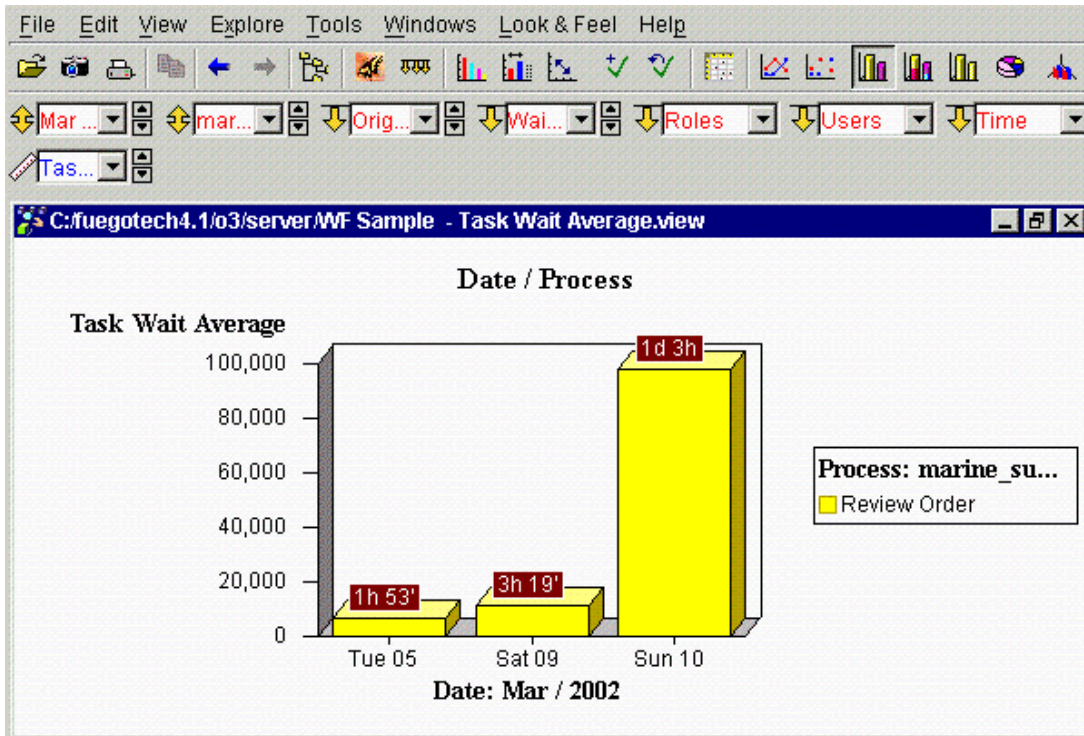 File Edit View Explore Tools Windows Look & Feel Help
Mar ... mar... Orig... Wai... Roles Users Time
Tas...
C:/fuegotech4.1/o3/server/WF Sample - Task Wait Average.view
Date / Process
Task Wait Average
100,000
80,000
60,000
40,000
20,000
0
1h 53'
3h 19'
1d 3h
Tue 05 Sat 09 Sun 10
Date: Mar / 2002
Process: marine_su...
Review Order